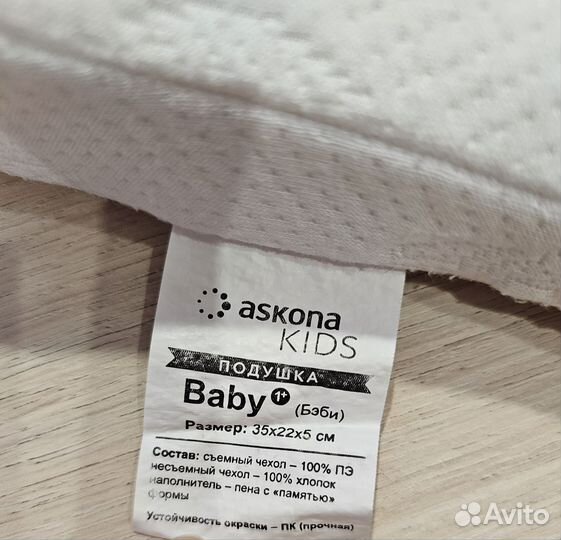 askona
KIDS
ПОДУШКА
Baby 1+ (Бэби)
Размер: 35х22х5 см
Состав: съемный чехол – 100% ПЭ
несъемный чехол – 100% хлопок
наполнитель – пена с «памятью»
формы
Устойчивость окраски – ПК (прочная)
Avito